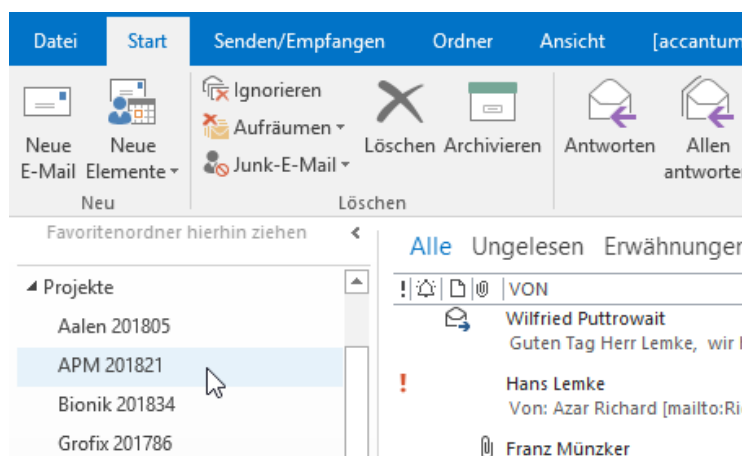 Datei Start Senden/Empfangen Ordner Ansicht [accantum
Ignorieren
Aufräumen
Junk-E-Mail
Neue E-Mail
Neue Elemente
Löschen Archivieren Antworten
Allen antworte
Neu Löschen
Favoritenordner hierhin ziehen
Projekte
Aalen 201805
APM 201821
Bionik 201834
Grofix 201786
Alle Ungelesen Erwähnungen
! VON
Wilfried Puttrowait
Guten Tag Herr Lemke, wir
! Hans Lemke
Von: Azar Richard [mailto:Ri
Franz Münzker